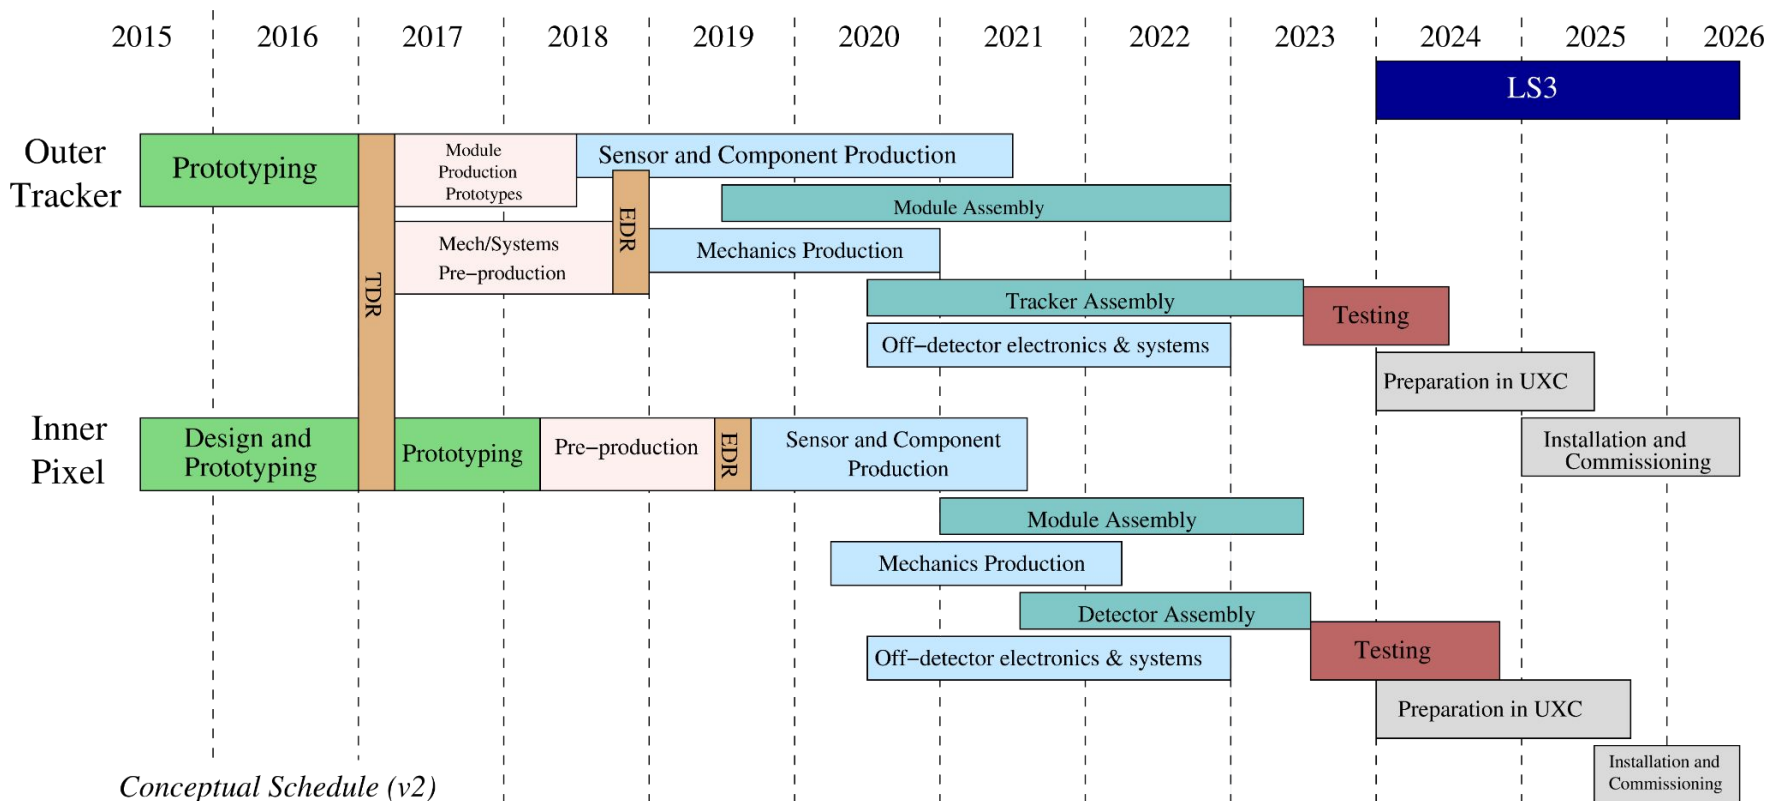 2015 2016 2017 2018 2019 2020 2021 2022 2023 2024 2025 2026
LS3
Outer
Tracker
Prototyping
Module
Production
Prototypes
Sensor and Component Production
Module Assembly
EDR
Mech/Systems
Pre−production
Mechanics Production
TDR
Tracker Assembly
Testing
Off−detector electronics & systems
Preparation in UXC
Installation and
Commissioning
Inner
Pixel
Design and
Prototyping
Prototyping
Pre−production
EDR
Sensor and Component
Production
Module Assembly
Mechanics Production
Detector Assembly
Off−detector electronics & systems
Testing
Preparation in UXC
Installation and
Commissioning
Conceptual Schedule (v2)